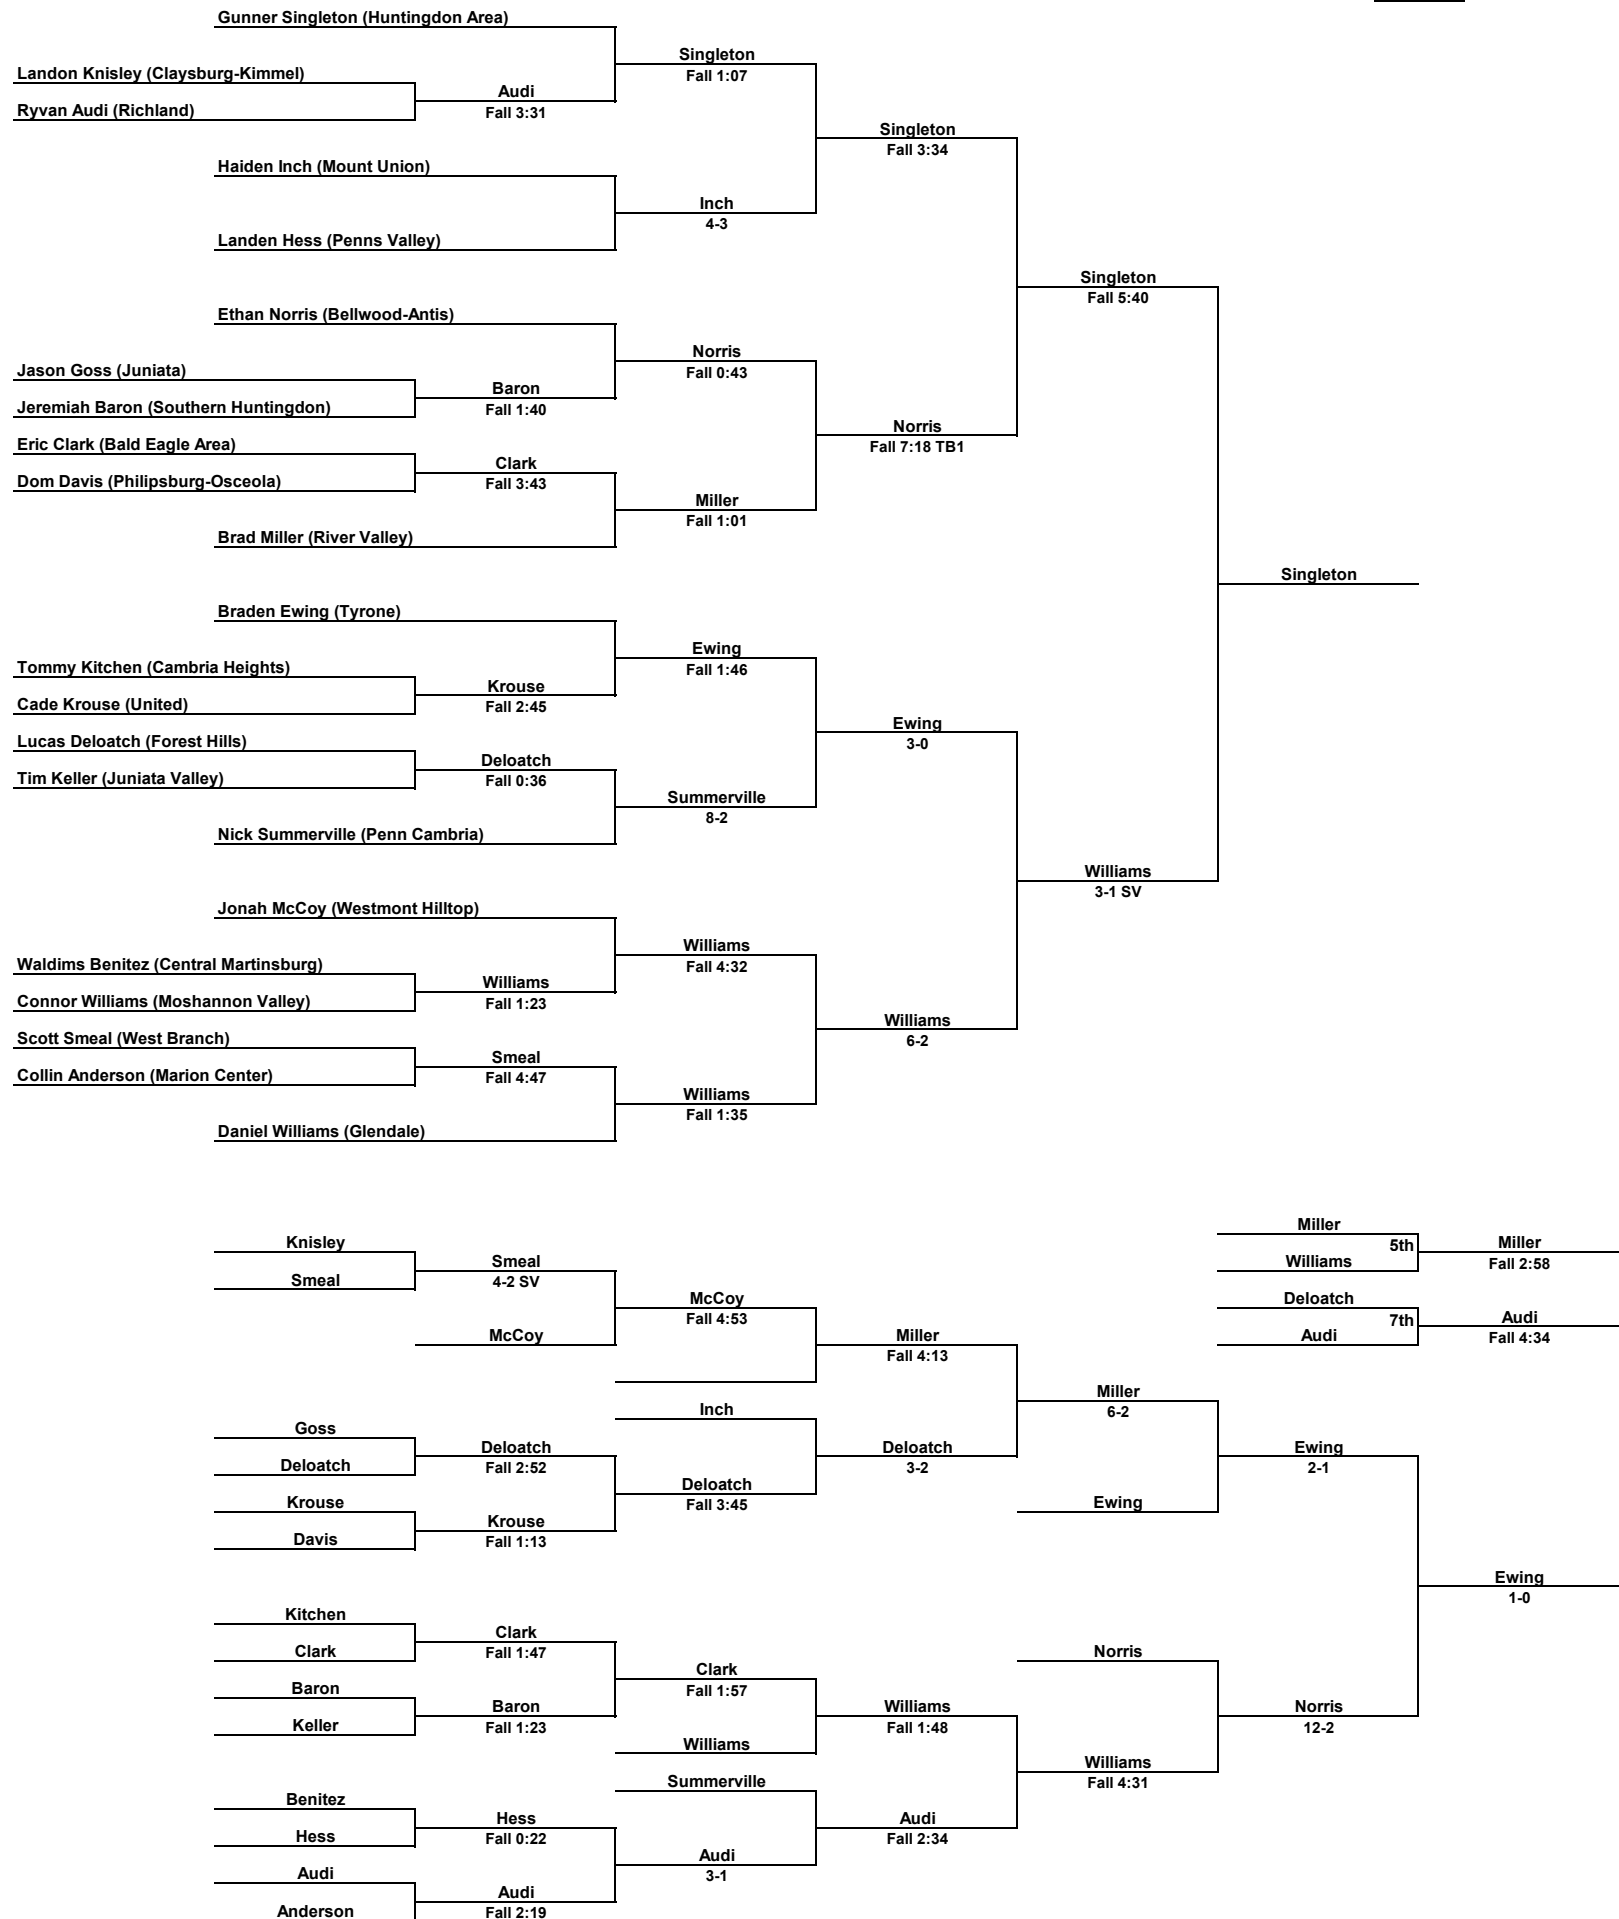 Gunner Singleton (Huntingdon Area)
Singleton
Fall 1:07
Landon Knisley (Claysburg-Kimmel)
Audi
Fall 3:31
Ryvan Audi (Richland)
Singleton
Fall 3:34
Haiden Inch (Mount Union)
Inch
4-3
Landen Hess (Penns Valley)
Singleton
Fall 5:40
Ethan Norris (Bellwood-Antis)
Norris
Fall 0:43
Jason Goss (Juniata)
Baron
Fall 1:40
Jeremiah Baron (Southern Huntingdon)
Norris
Fall 7:18 TB1
Eric Clark (Bald Eagle Area)
Clark
Fall 3:43
Dom Davis (Philipsburg-Osceola)
Miller
Fall 1:01
Brad Miller (River Valley)
Singleton
Braden Ewing (Tyrone)
Ewing
Fall 1:46
Tommy Kitchen (Cambria Heights)
Krouse
Fall 2:45
Cade Krouse (United)
Ewing
3-0
Lucas Deloatch (Forest Hills)
Deloatch
Fall 0:36
Tim Keller (Juniata Valley)
Summerville
8-2
Nick Summerville (Penn Cambria)
Williams
3-1 SV
Jonah McCoy (Westmont Hilltop)
Williams
Fall 4:32
Waldims Benitez (Central Martinsburg)
Williams
Fall 1:23
Connor Williams (Moshannon Valley)
Williams
6-2
Scott Smeal (West Branch)
Smeal
Fall 4:47
Collin Anderson (Marion Center)
Williams
Fall 1:35
Daniel Williams (Glendale)
Miller
5th
Williams
Miller
Fall 2:58
Deloatch
7th
Audi
Audi
Fall 4:34
Knisley
Smeal
Smeal
4-2 SV
McCoy
McCoy
Fall 4:53
Miller
Fall 4:13
Miller
6-2
Inch
Goss
Deloatch
Deloatch
Fall 2:52
Deloatch
3-2
Ewing
2-1
Deloatch
Fall 3:45
Krouse
Davis
Krouse
Fall 1:13
Ewing
Ewing
1-0
Kitchen
Clark
Clark
Fall 1:47
Norris
Clark
Fall 1:57
Baron
Keller
Baron
Fall 1:23
Williams
Fall 1:48
Norris
12-2
Williams
Williams
Fall 4:31
Summerville
Benitez
Hess
Hess
Fall 0:22
Audi
Fall 2:34
Audi
3-1
Audi
Anderson
Audi
Fall 2:19